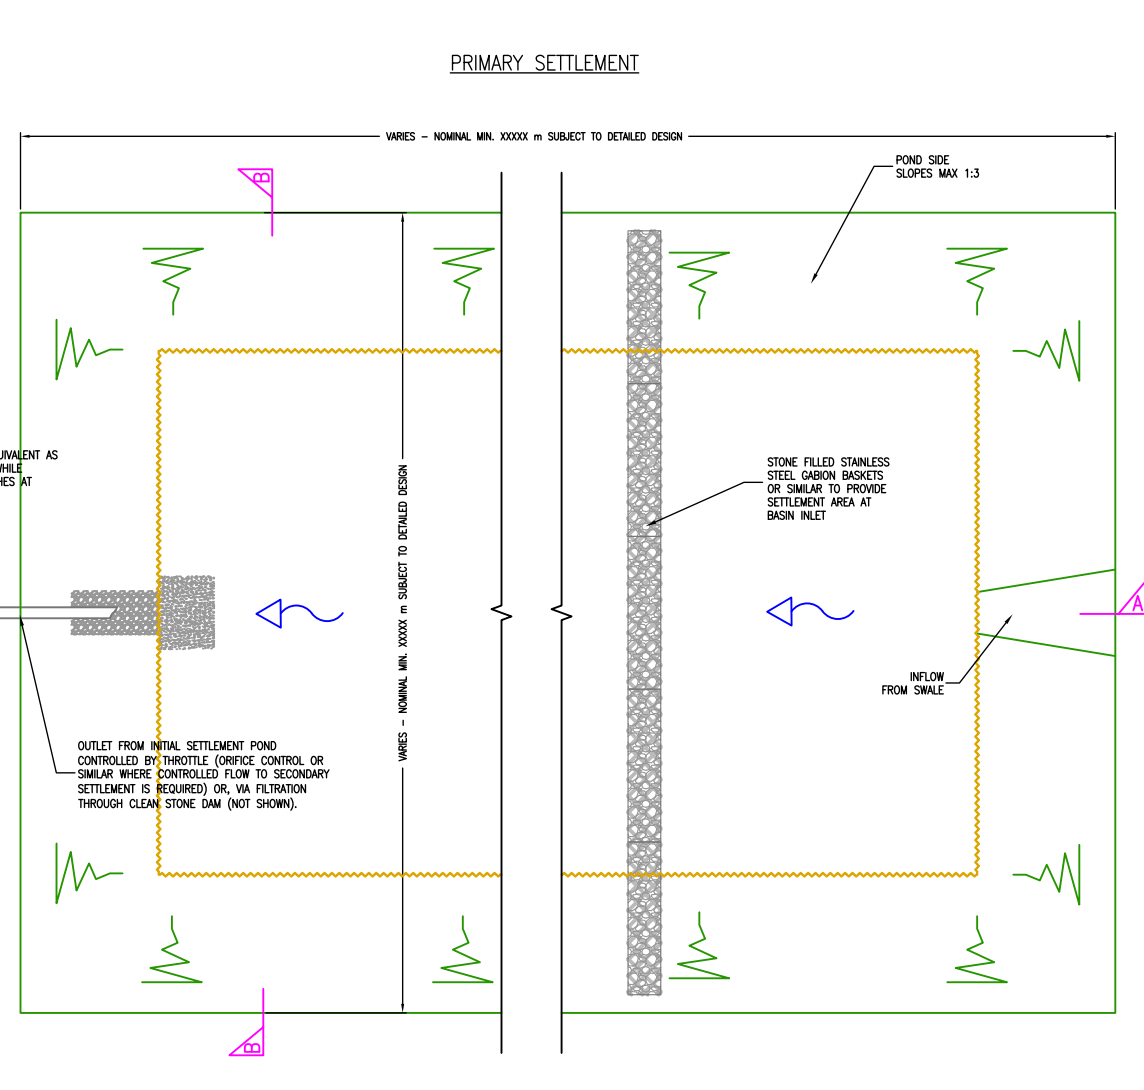 PRIMARY SETTLEMENT
VARIES - NOMINAL MIN. XXXXX m SUBJECT TO DETAILED DESIGN
POND SIDE
SLOPES MAX 1:3
B
UIVALENT AS
WHILE
HES AT
VARIES - NOMINAL MIN. XXXXX m SUBJECT TO DETAILED DESIGN
STONE FILLED STAINLESS
STEEL GABION BASKETS
OR SIMILAR TO PROVIDE
SETTLEMENT AREA AT
BASIN INLET
A
INFLOW
FROM SWALE
OUTLET FROM INITIAL SETTLEMENT POND
CONTROLLED BY THROTTLE (ORIFICE CONTROL OR
SIMILAR WHERE CONTROLLED FLOW TO SECONDARY
SETTLEMENT IS REQUIRED) OR, VIA FILTRATION
THROUGH CLEAN STONE DAM (NOT SHOWN).
B